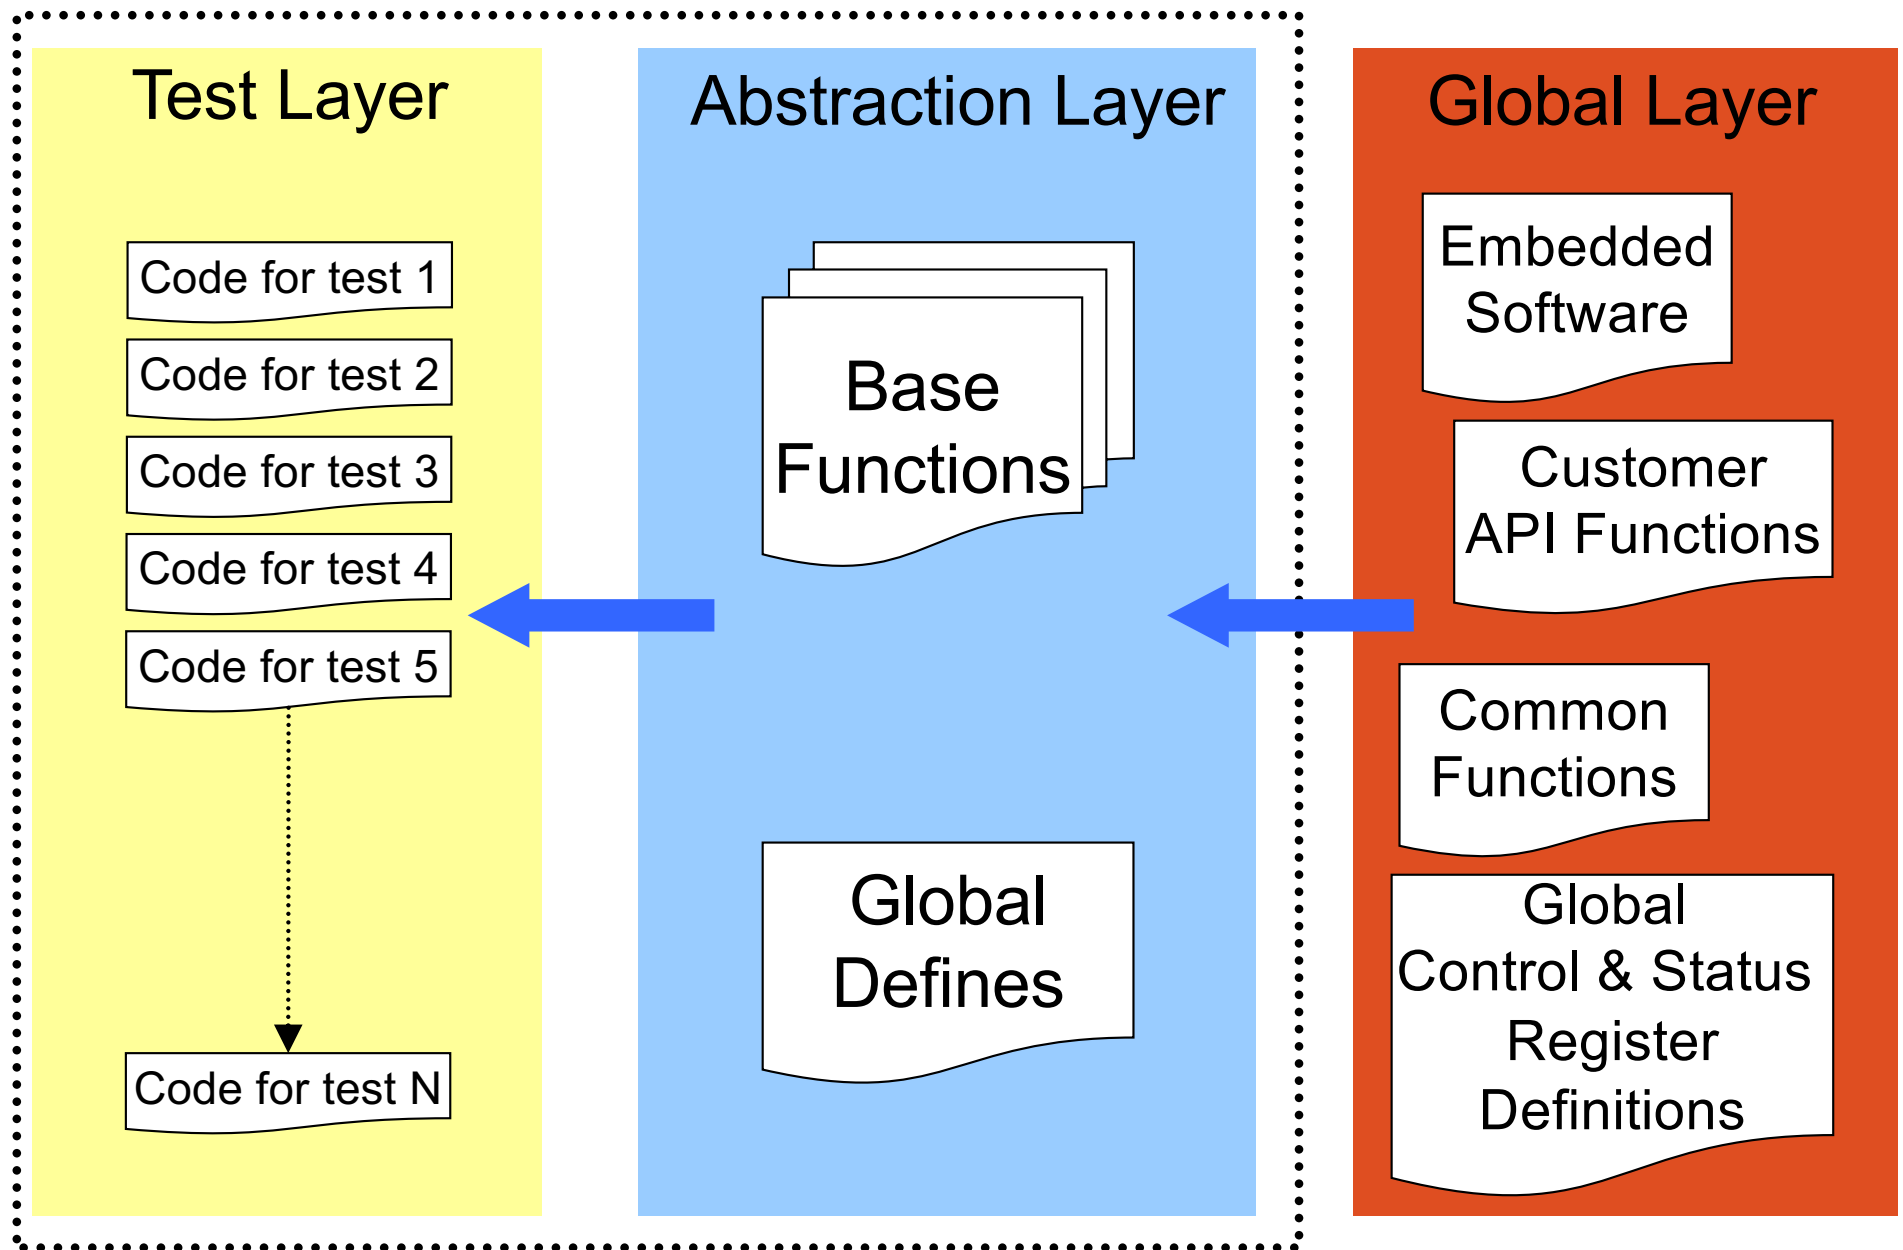 Test Layer
Code for test 1
Code for test 2
Code for test 3
Code for test 4
Code for test 5
Code for test N
Abstraction Layer
Base
Functions
Global
Defines
Global Layer
Embedded
Software
Customer
API Functions
Common
Functions
Global
Control & Status
Register
Definitions